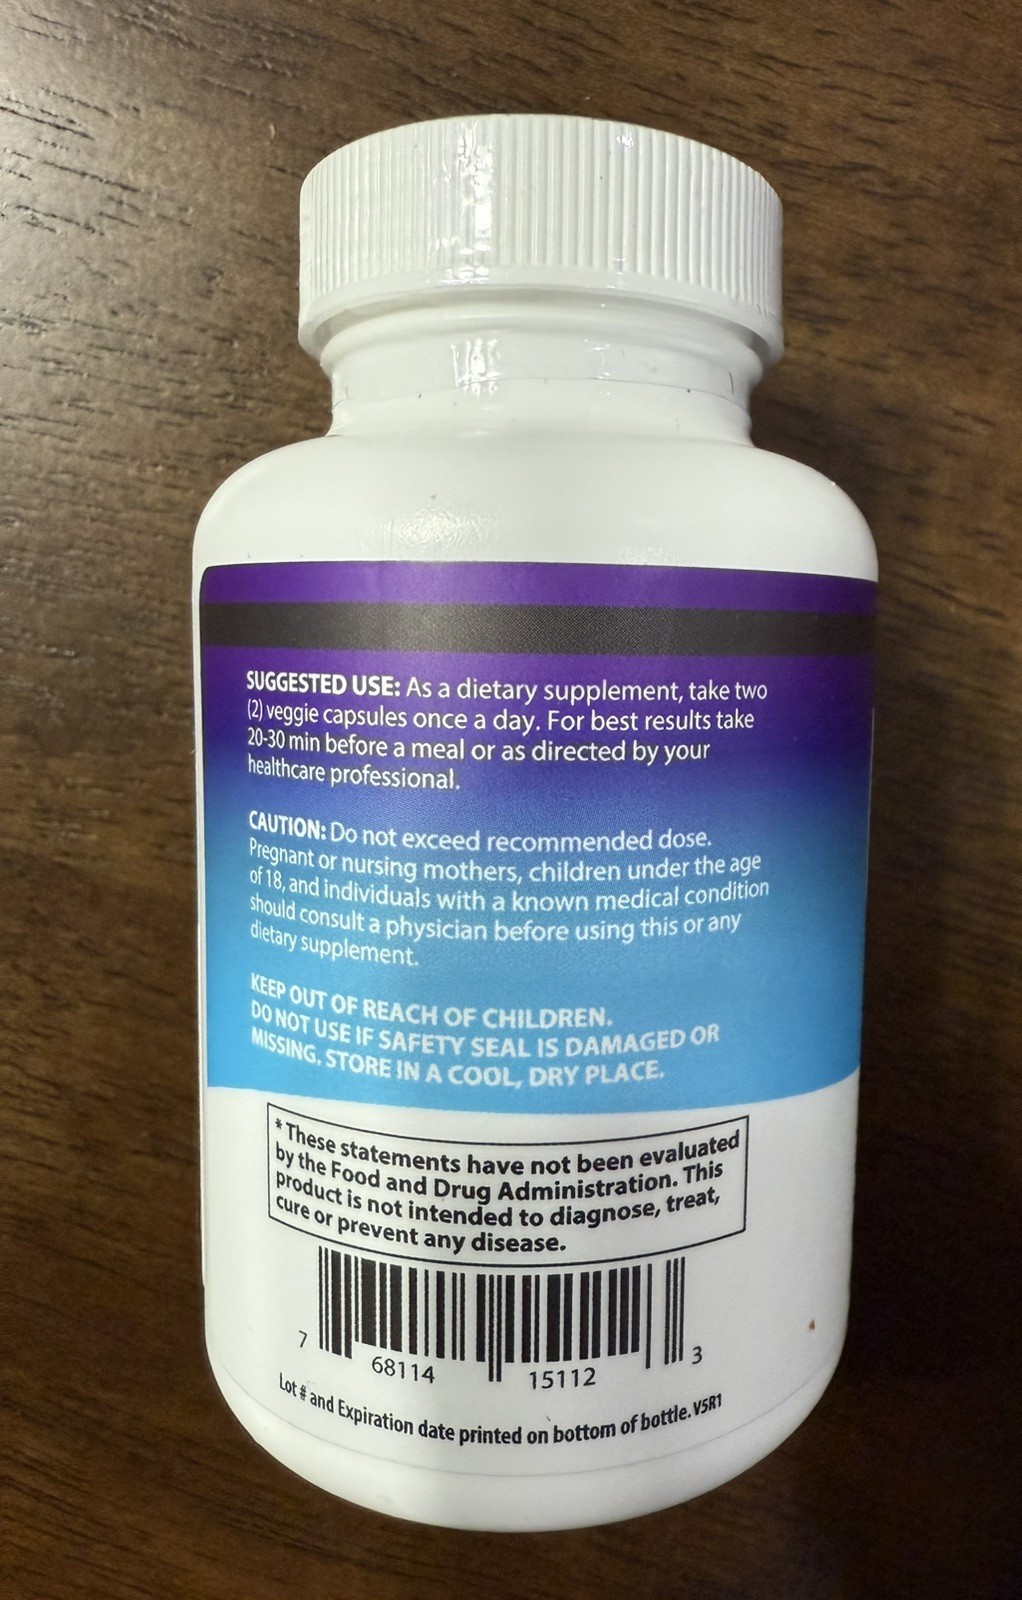 SUGGESTED USE: As a dietary supplement, take two
(2) veggie capsules once a day. For best results take
20-30 min before a meal or as directed by your
healthcare professional.
CAUTION: Do not exceed recommended dose.
Pregnant or nursing mothers, children under the age
of 18, and individuals with a known medical condition
should consult a physician before using this or any
dietary supplement.
KEEP OUT OF REACH OF CHILDREN.
DO NOT USE IF SAFETY SEAL IS DAMAGED OR
MISSING. STORE IN A COOL, DRY PLACE.
* These statements have not been evaluated
by the Food and Drug Administration. This
product is not intended to diagnose, treat,
cure or prevent any disease.
7 68114 15112 3
Lot # and Expiration date printed on bottom of bottle. V5R1